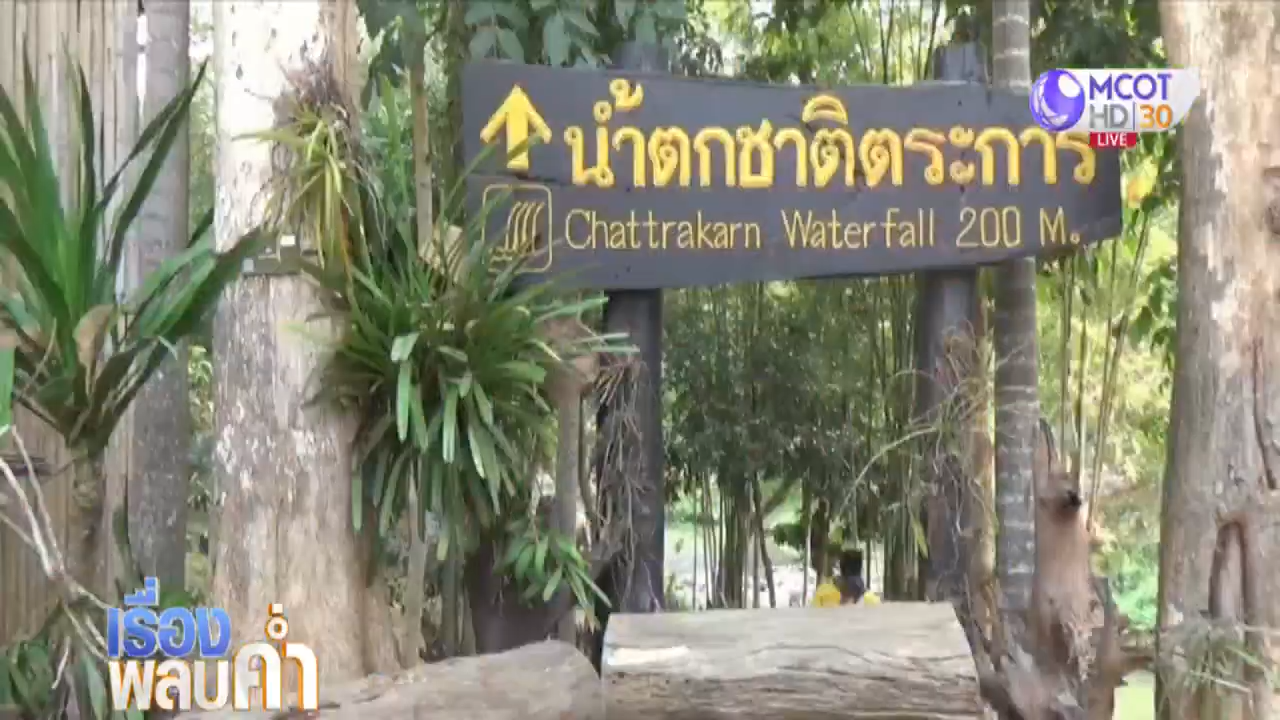 น้ำตกชาติตระการ
Chattrakarn Waterfall 200 M.
MCOT
HD 30
LIVE
เรื่อง
พลบค่ำ